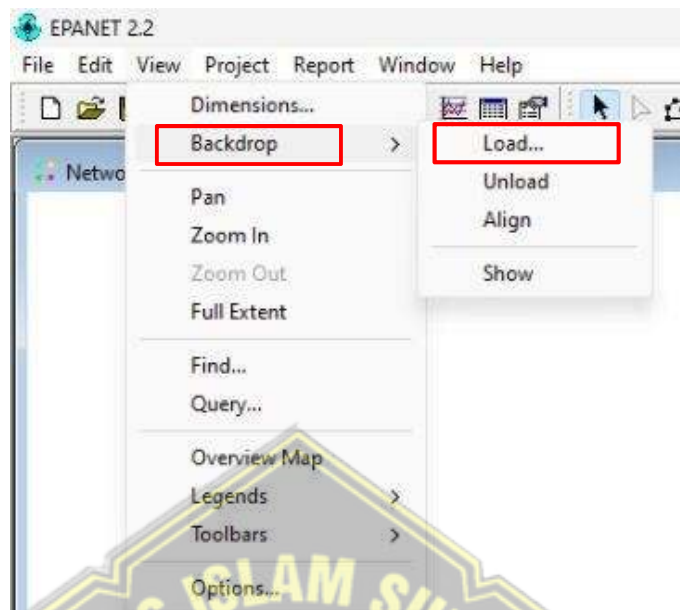 EPANET 2.2
File Edit View Project Report Window Help
Dimensions...
Backdrop >
Load...
Unload
Align
Show
Netwo
Pan
Zoom In
Zoom Out
Full Extent
Find...
Query...
Overview Map
Legends >
Toolbars >
Options...
ISLAM SU